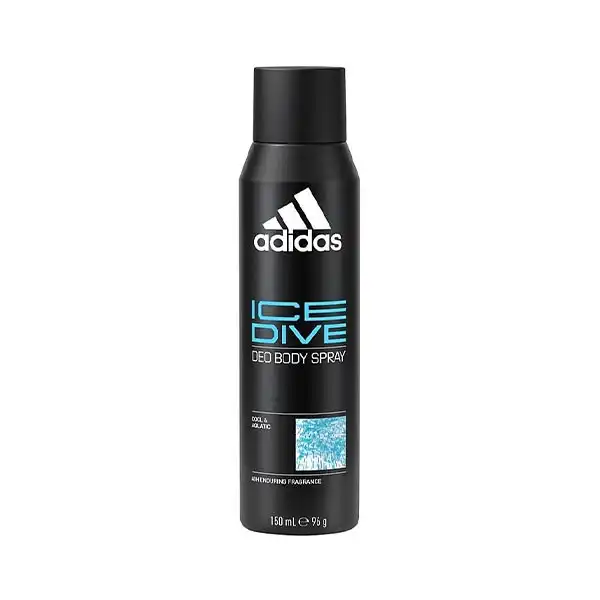 adidas
ICE
DIVE
DEO BODY SPRAY
COOL &
AQUATIC
48H ENDURING FRAGRANCE
150 mL ℮ 96 g